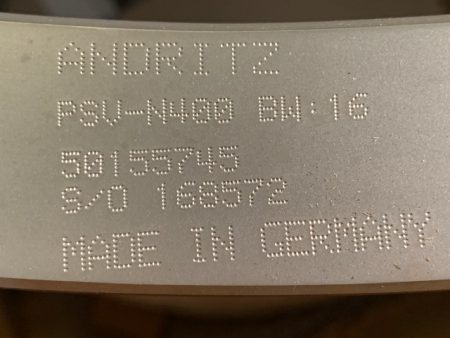 ANDRITZ
PSV-N400 BW:16
50155745
S/O 168572
MADE IN GERMANY